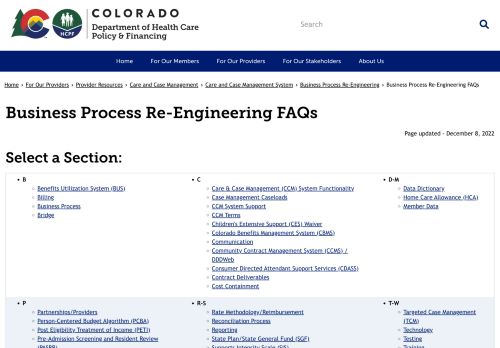 COLORADO
Department of Health Care
Policy & Financing
HCPF
Search
Home
For Our Members
For Our Providers
For Our Stakeholders
About Us
Home › For Our Providers › Provider Resources › Care and Case Management › Care and Case Management System › Business Process Re-Engineering › Business Process Re-Engineering FAQs
Business Process Re-Engineering FAQs
Page updated - December 8, 2022
Select a Section:
B
Benefits Utilization System (BUS)
Billing
Business Process
Bridge
C
Care & Case Management (CCM) System Functionality
Case Management Caseloads
CCM System Support
CCM Terms
Children's Extensive Support (CES) Waiver
Colorado Benefits Management System (CBMS)
Communication
Community Contract Management System (CCMS) /
DDDWeb
Consumer Directed Attendant Support Services (CDASS)
Contract Deliverables
Cost Containment
D-M
Data Dictionary
Home Care Allowance (HCA)
Member Data
P
Partnerships/Providers
Person-Centered Budget Algorithm (PCBA)
Post Eligibility Treatment of Income (PETI)
Pre-Admission Screening and Resident Review
(PASRR)
R-S
Rate Methodology/Reimbursement
Reconciliation Process
Reporting
State Plan/State General Fund (SGF)
Supports Intensity Scale (SIS)
T-W
Targeted Case Management
(TCM)
Technology
Testing
Training